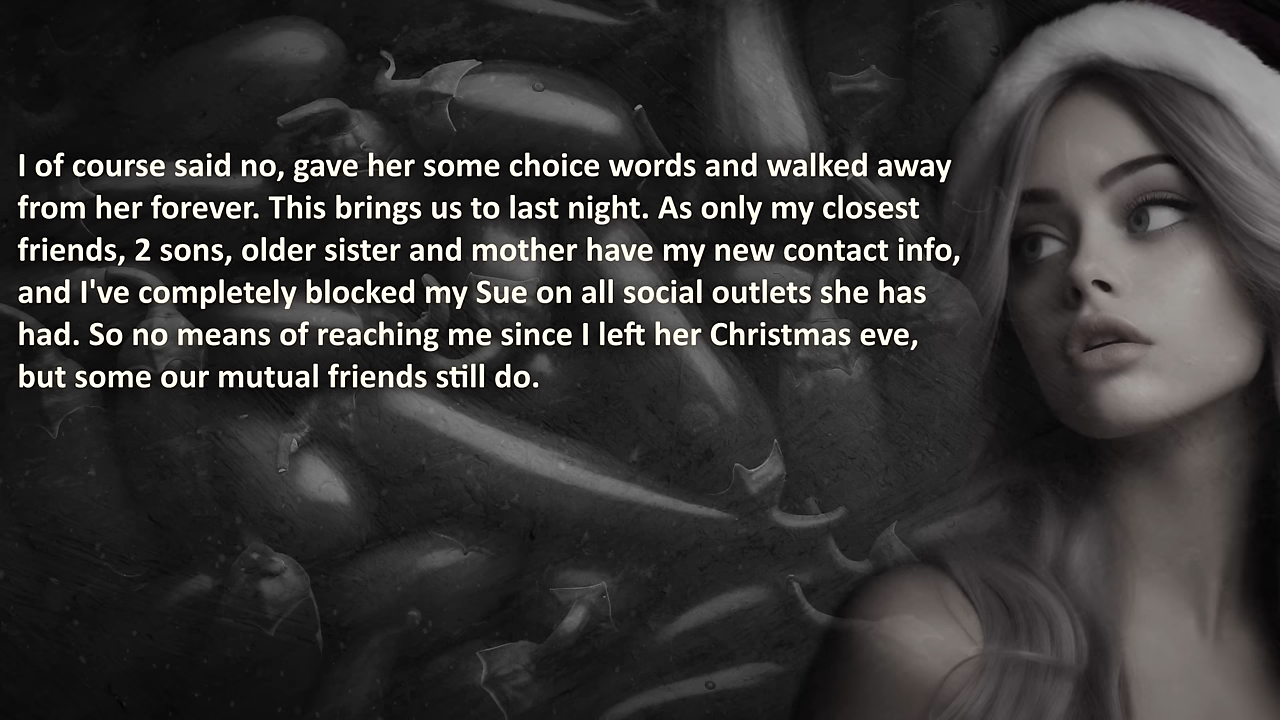 I of course said no, gave her some choice words and walked away
from her forever. This brings us to last night. As only my closest
friends, 2 sons, older sister and mother have my new contact info,
and I've completely blocked my Sue on all social outlets she has
had. So no means of reaching me since I left her Christmas eve,
but some our mutual friends still do.